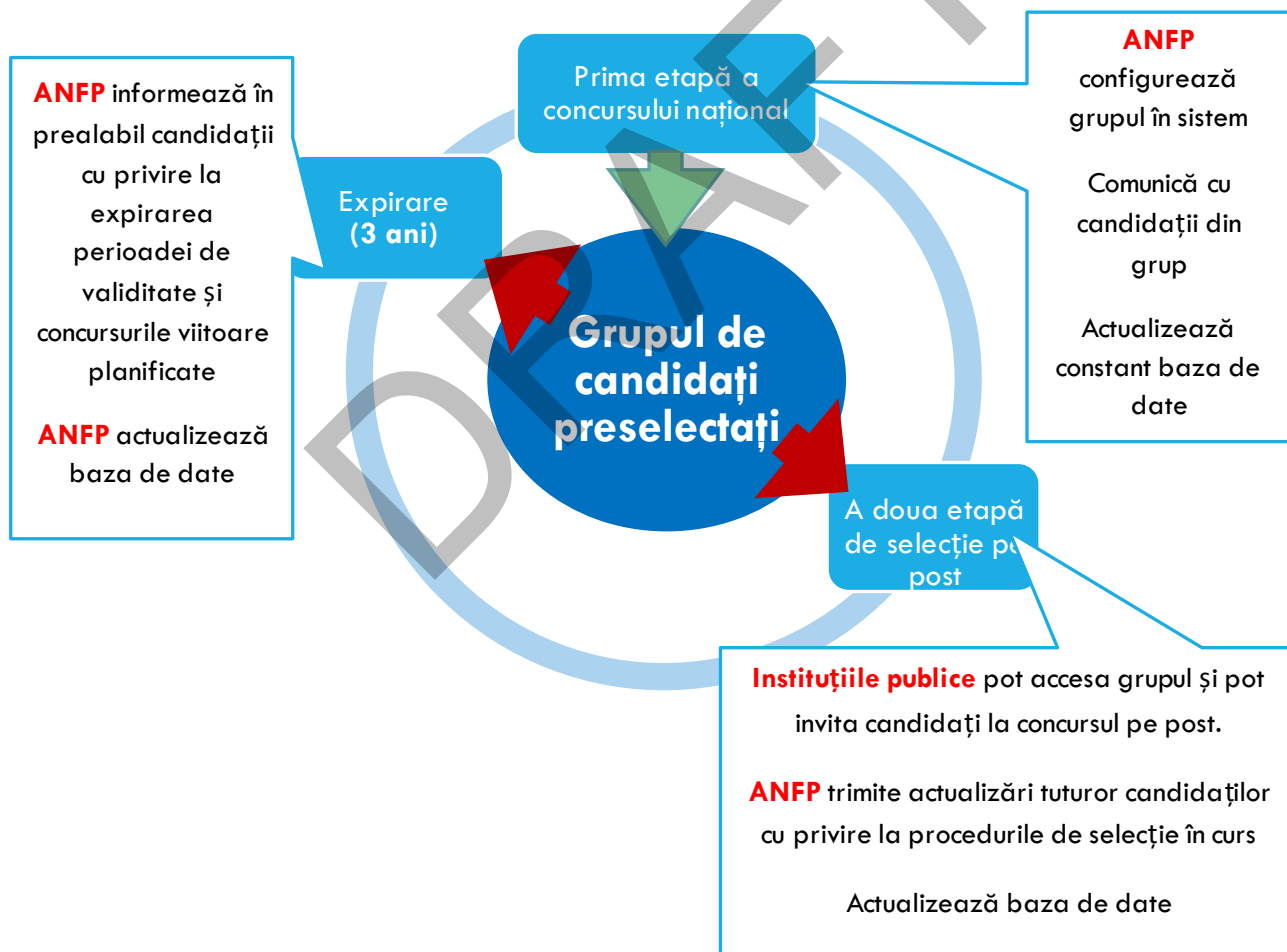 Prima etapă a
concursului național
ANFP
configurează
grupul în sistem
Comunică cu
candidații din
grup
Actualizează
constant baza de
date
ANFP informează în
prealabil candidații
cu privire la
expirarea
perioadei de
validitate și
concursurile viitoare
planificate
ANFP actualizează
baza de date
Expirare
(3 ani)
Grupul de
candidați
preselectați
A doua etapă
de selecție pe
post
Instituțiile publice pot accesa grupul și pot
invita candidați la concursul pe post.
ANFP trimite actualizări tuturor candidaților
cu privire la procedurile de selecție în curs
Actualizează baza de date
DRAFT